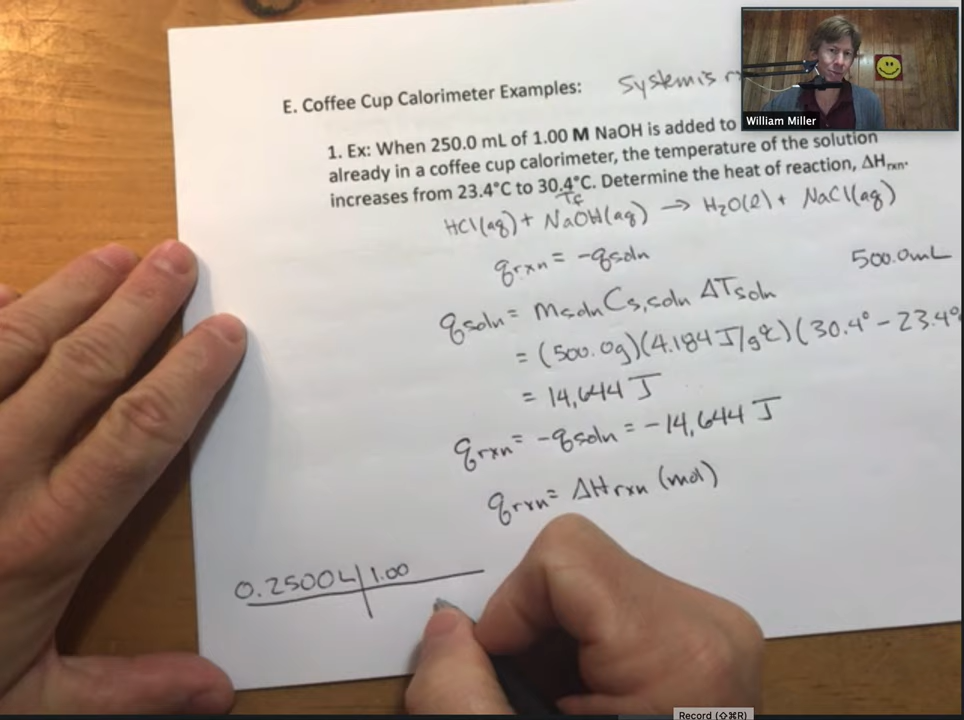 E. Coffee Cup Calorimeter Examples: System is
William Miller
1. Ex: When 250.0 mL of 1.00 M NaOH is added to
already in a coffee cup calorimeter, the temperature of the solution
increases from 23.4°C to 30.4°C. Determine the heat of reaction, ΔHrxn.
Tf
HCl(aq) + NaOH(aq) → H2O(l) + NaCl(aq)
qrxn = -qsoln
500.0mL
qsoln = msoln Cs,soln ΔTsoln
= (500.0g)(4.184 J/g°C)(30.4° - 23.4°
= 14,644 J
qrxn = -qsoln = -14,644 J
qrxn = ΔHrxn (mol)
0.2500L | 1.00
Record (⇧⌘R)